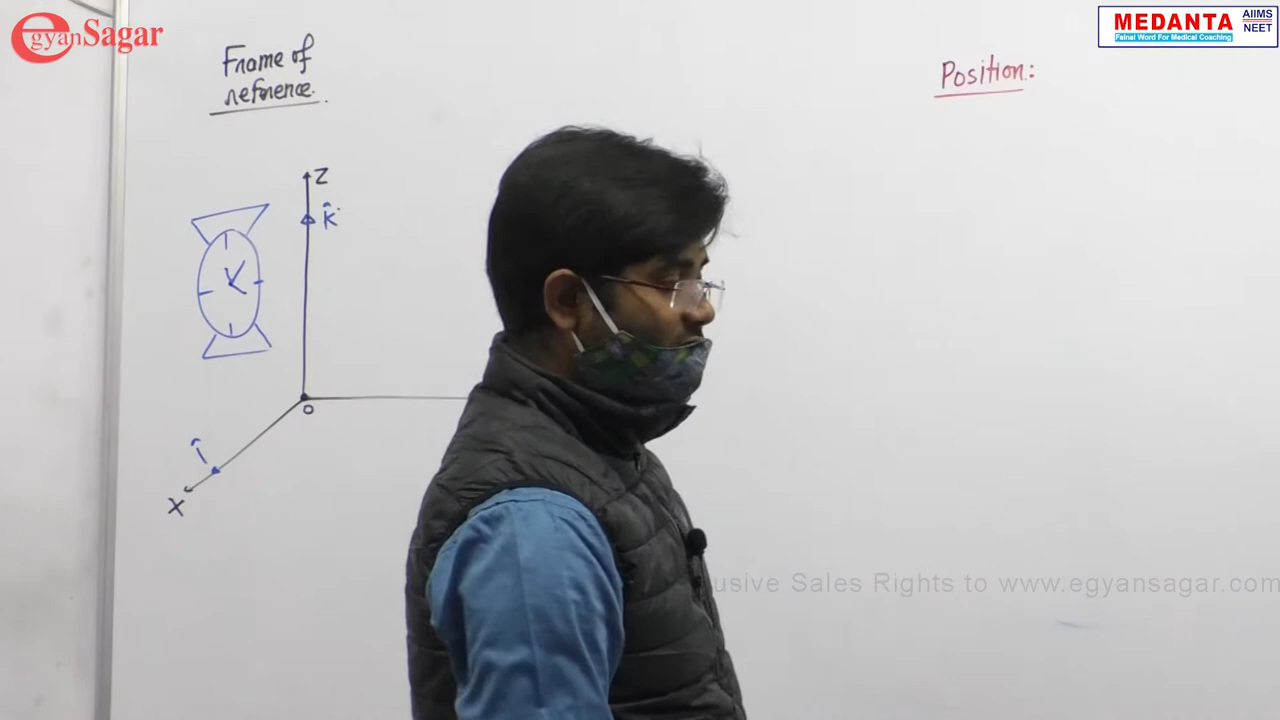 egyanSagar
MEDANTA
Fainal Word For Medical Coaching
AIIMS
NEET
Frame of
reference.
Position:
Z
k̂
O
î
X
usive Sales Rights to www.egyansagar.com